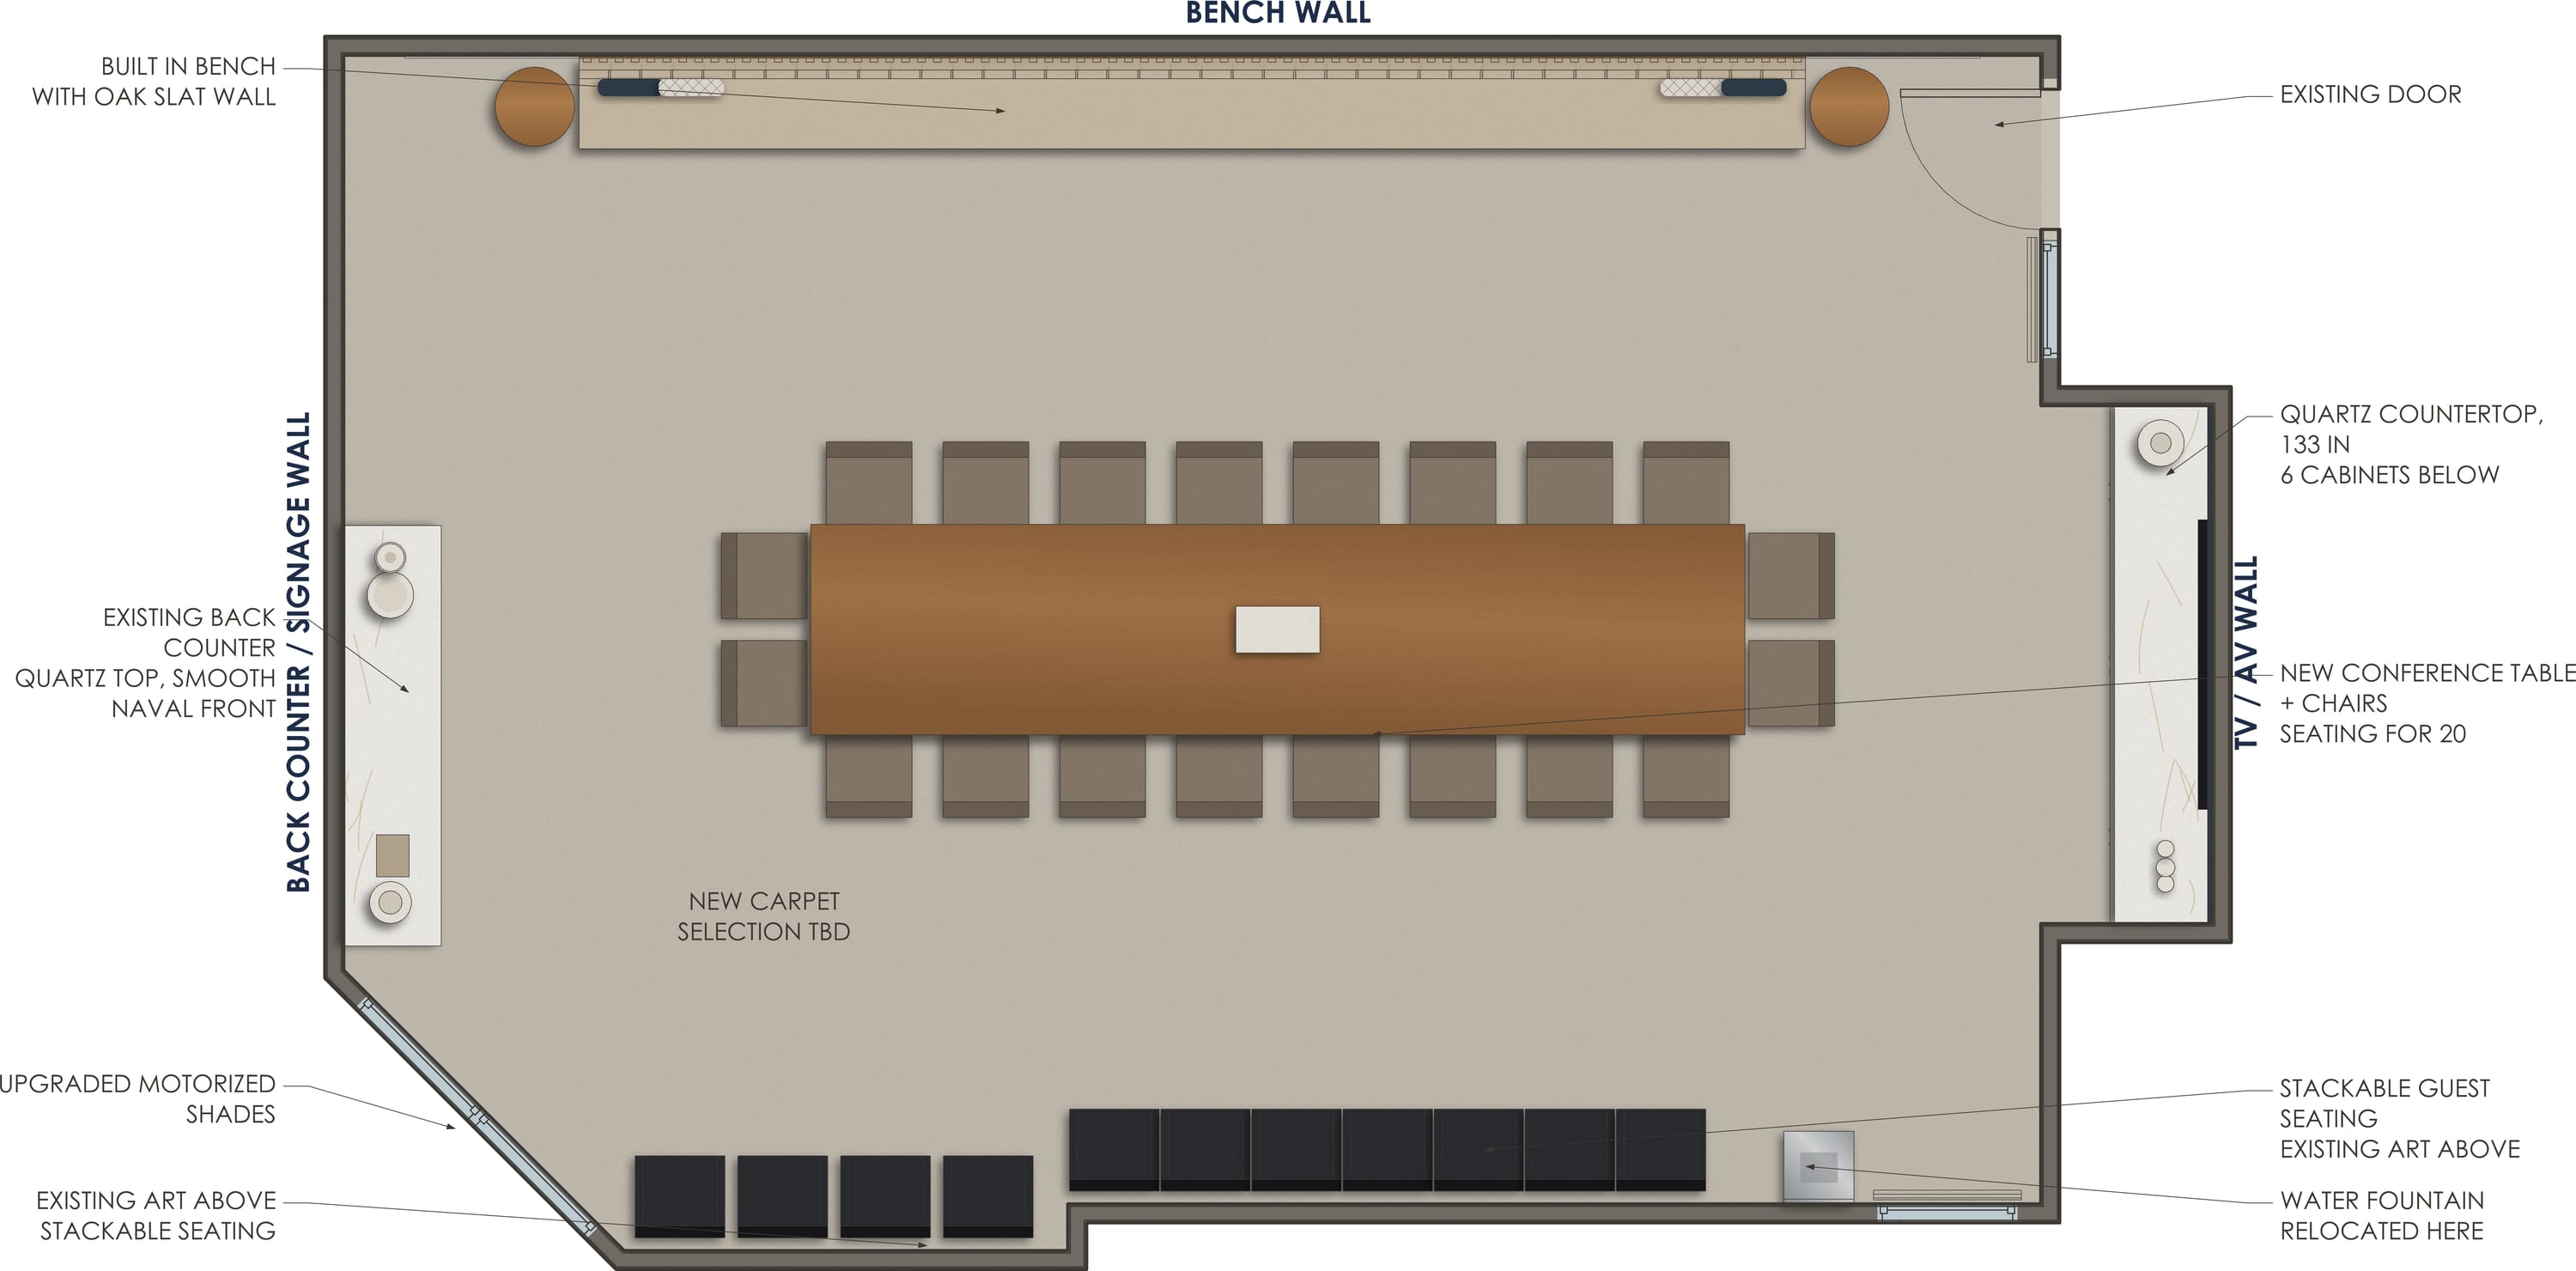 BENCH WALL
BUILT IN BENCH
WITH OAK SLAT WALL
EXISTING DOOR
QUARTZ COUNTERTOP,
133 IN
6 CABINETS BELOW
BACK COUNTER / SIGNAGE WALL
EXISTING BACK
COUNTER
QUARTZ TOP, SMOOTH
NAVAL FRONT
TV / AV WALL
NEW CONFERENCE TABLE
+ CHAIRS
SEATING FOR 20
NEW CARPET
SELECTION TBD
UPGRADED MOTORIZED
SHADES
STACKABLE GUEST
SEATING
EXISTING ART ABOVE
EXISTING ART ABOVE
STACKABLE SEATING
WATER FOUNTAIN
RELOCATED HERE